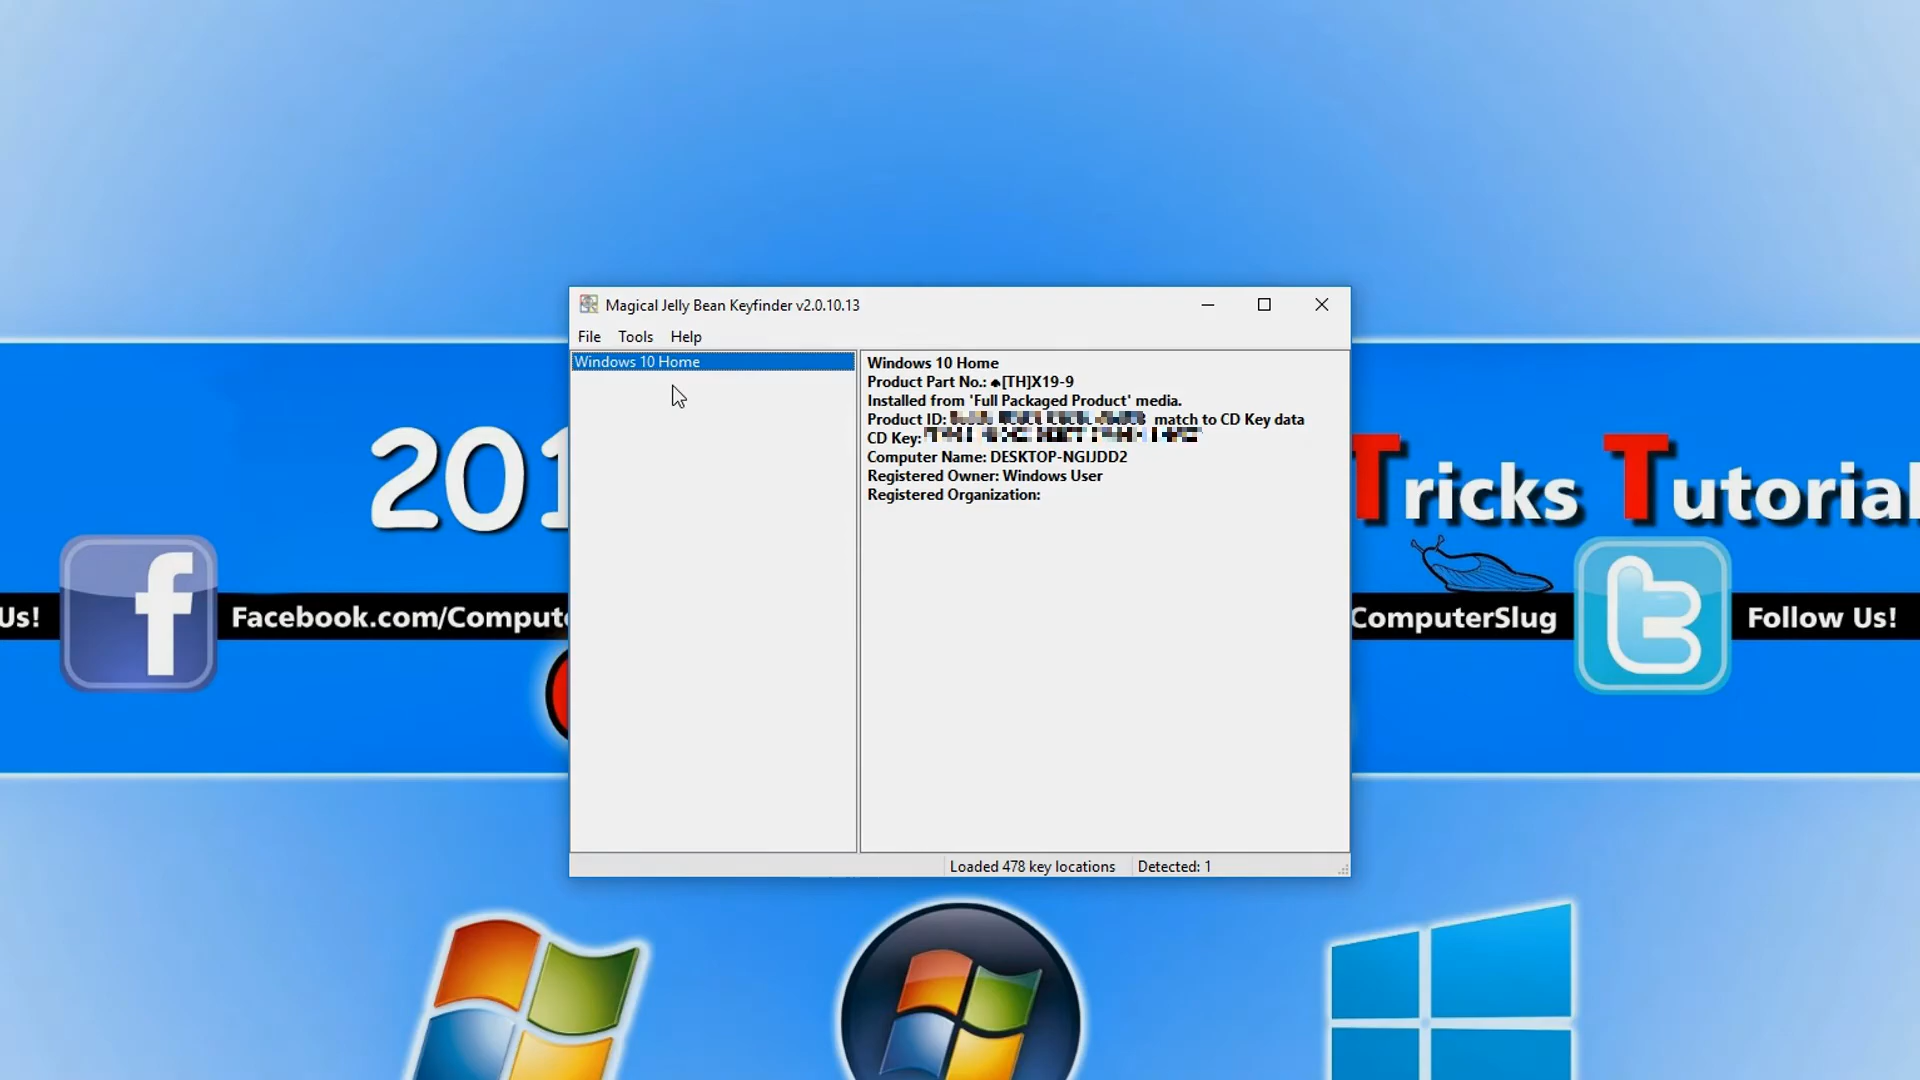 Magical Jelly Bean Keyfinder v2.0.10.13
File Tools Help
Windows 10 Home
Windows 10 Home
Product Part No.: ♠[TH]X19-9
Installed from 'Full Packaged Product' media.
Product ID: match to CD Key data
CD Key:
Computer Name: DESKTOP-NGIJDD2
Registered Owner: Windows User
Registered Organization:
Loaded 478 key locations Detected: 1
201
Tricks Tutorial
Us!
Facebook.com/Compute
ComputerSlug
Follow Us!